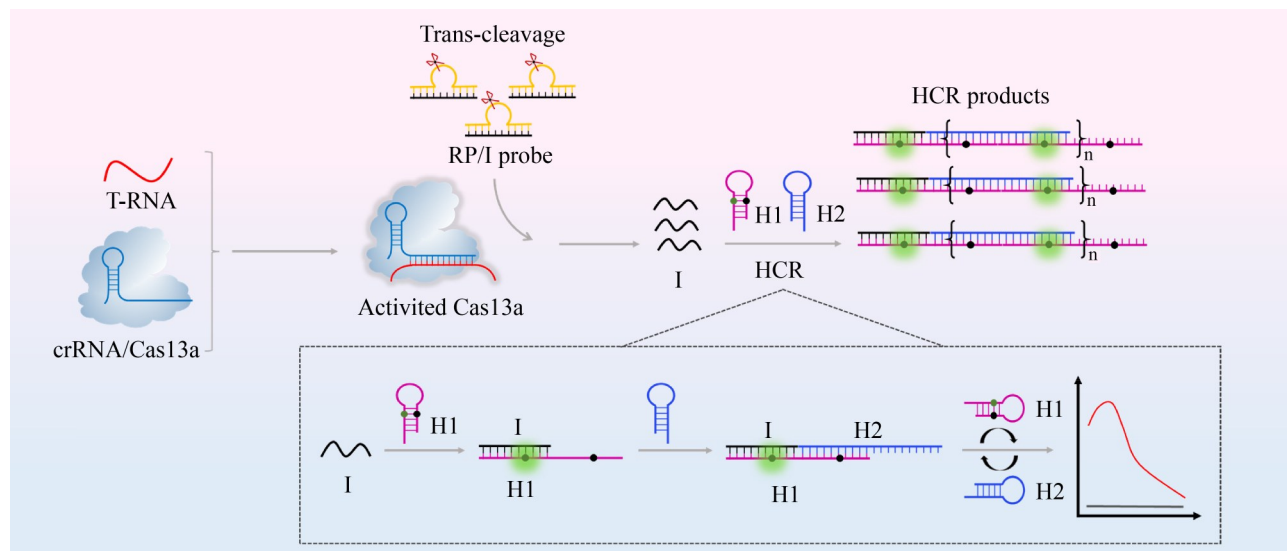 Trans-cleavage
RP/I probe
T-RNA
crRNA/Cas13a
Activited Cas13a
I
H1
H2
HCR
HCR products
n
n
n
I
H1
I
H1
I
H2
H1
H1
H2